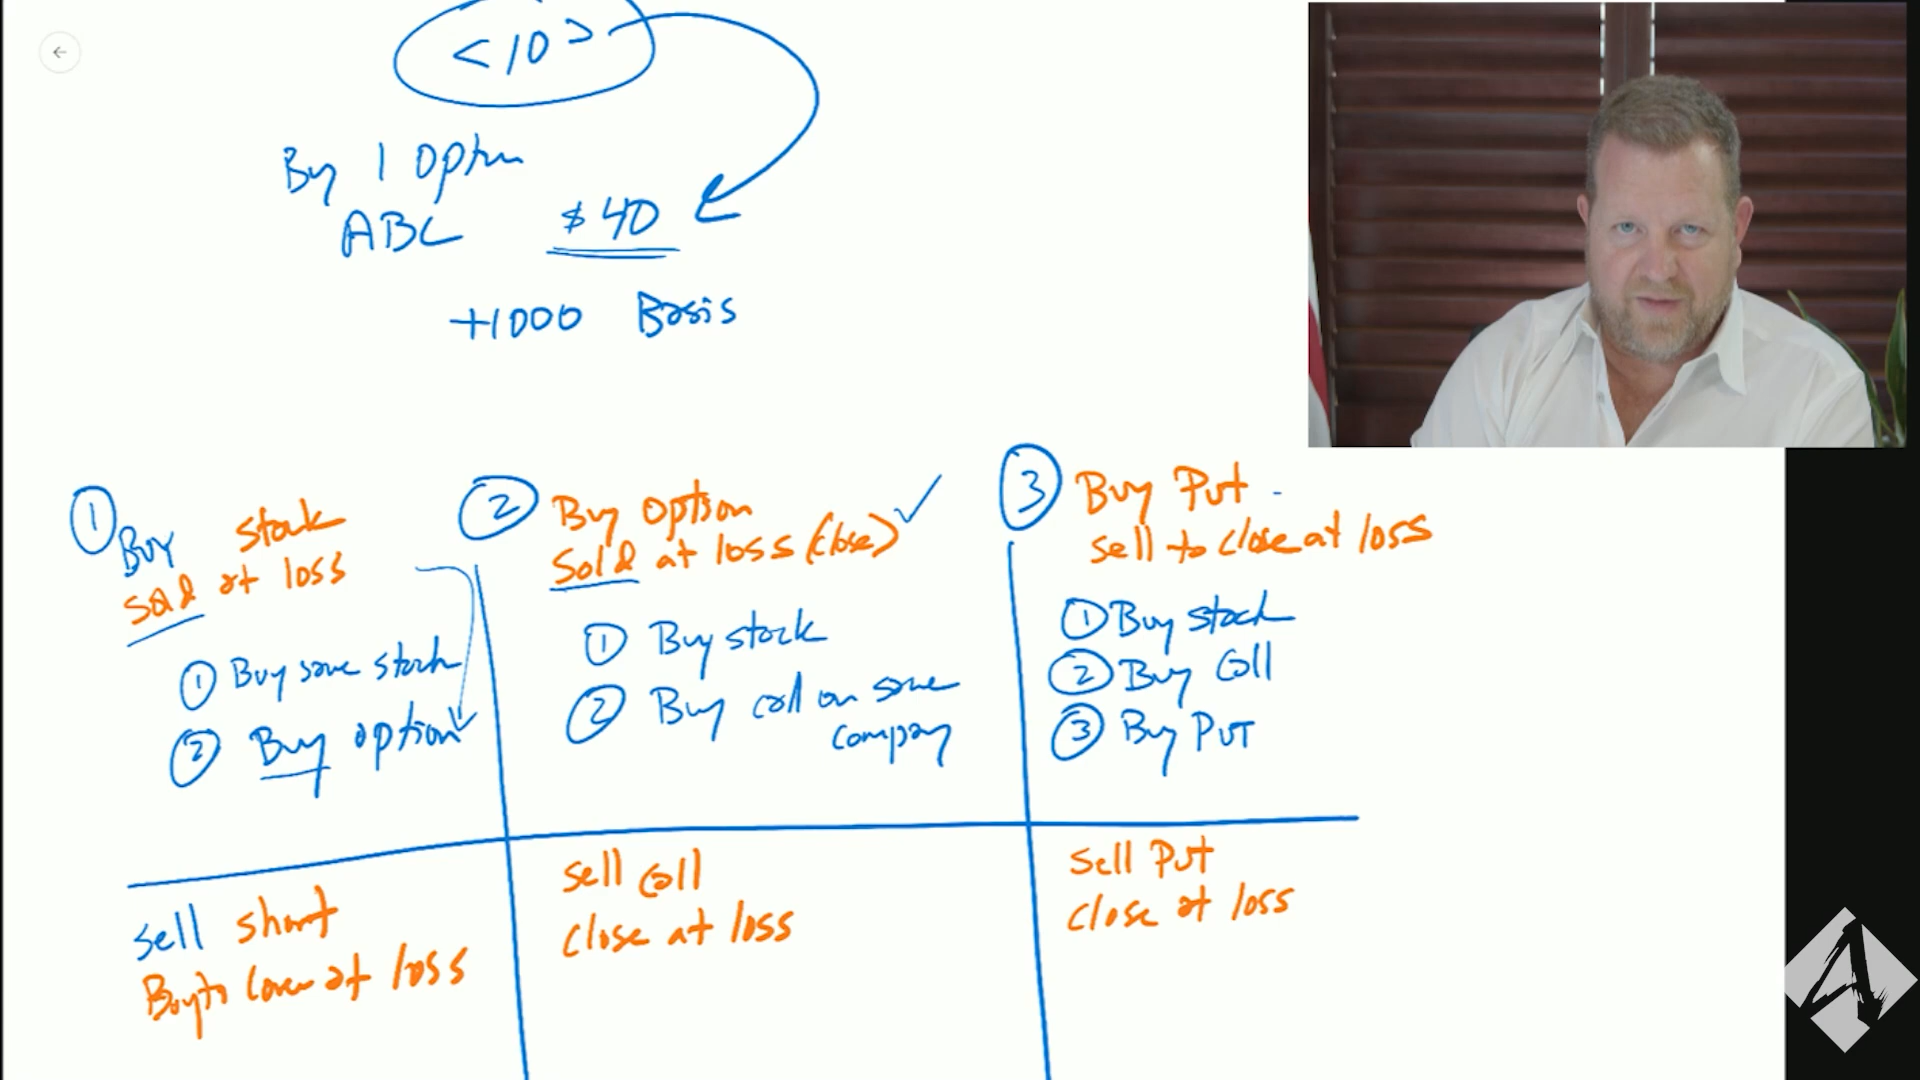 <10>
By 1 Option
ABC $40
+1000 Basis
① Buy stock
Sold at loss
① Buy same stock
② Buy option
② Buy option ✓
Sold at loss (close)
① Buy stock
② Buy call on same
company
③ Buy Put
sell to close at loss
① Buy stock
② Buy Call
③ Buy PUT
sell short
Buy to cover at loss
sell Call
close at loss
sell Put
close at loss
A